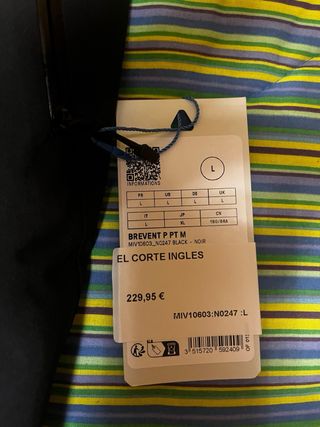 INFORMATIONS
L
FR US DE UK
L L L L
IT JP CN
L XL 180/84A
BREVENT P PT M
MIV10603_N0247 BLACK - NOIR
EL CORTE INGLES
229,95 €
MIV10603:N0247 :L
3 515720 592409